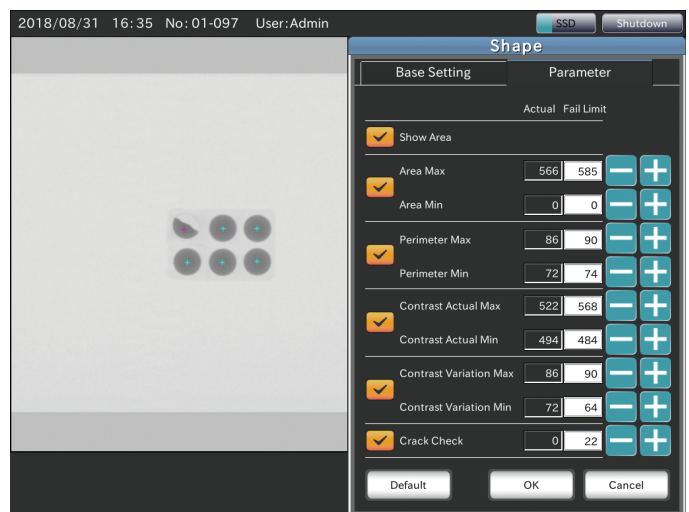 2018/08/31 16:35 No:01-097 User:Admin SSD Shutdown
Shape
Base Setting Parameter
Actual Fail Limit
Show Area
Area Max 566 585
Area Min 0 0
Perimeter Max 86 90
Perimeter Min 72 74
Contrast Actual Max 522 568
Contrast Actual Min 494 484
Contrast Variation Max 86 90
Contrast Variation Min 72 64
Crack Check 0 22
Default OK Cancel